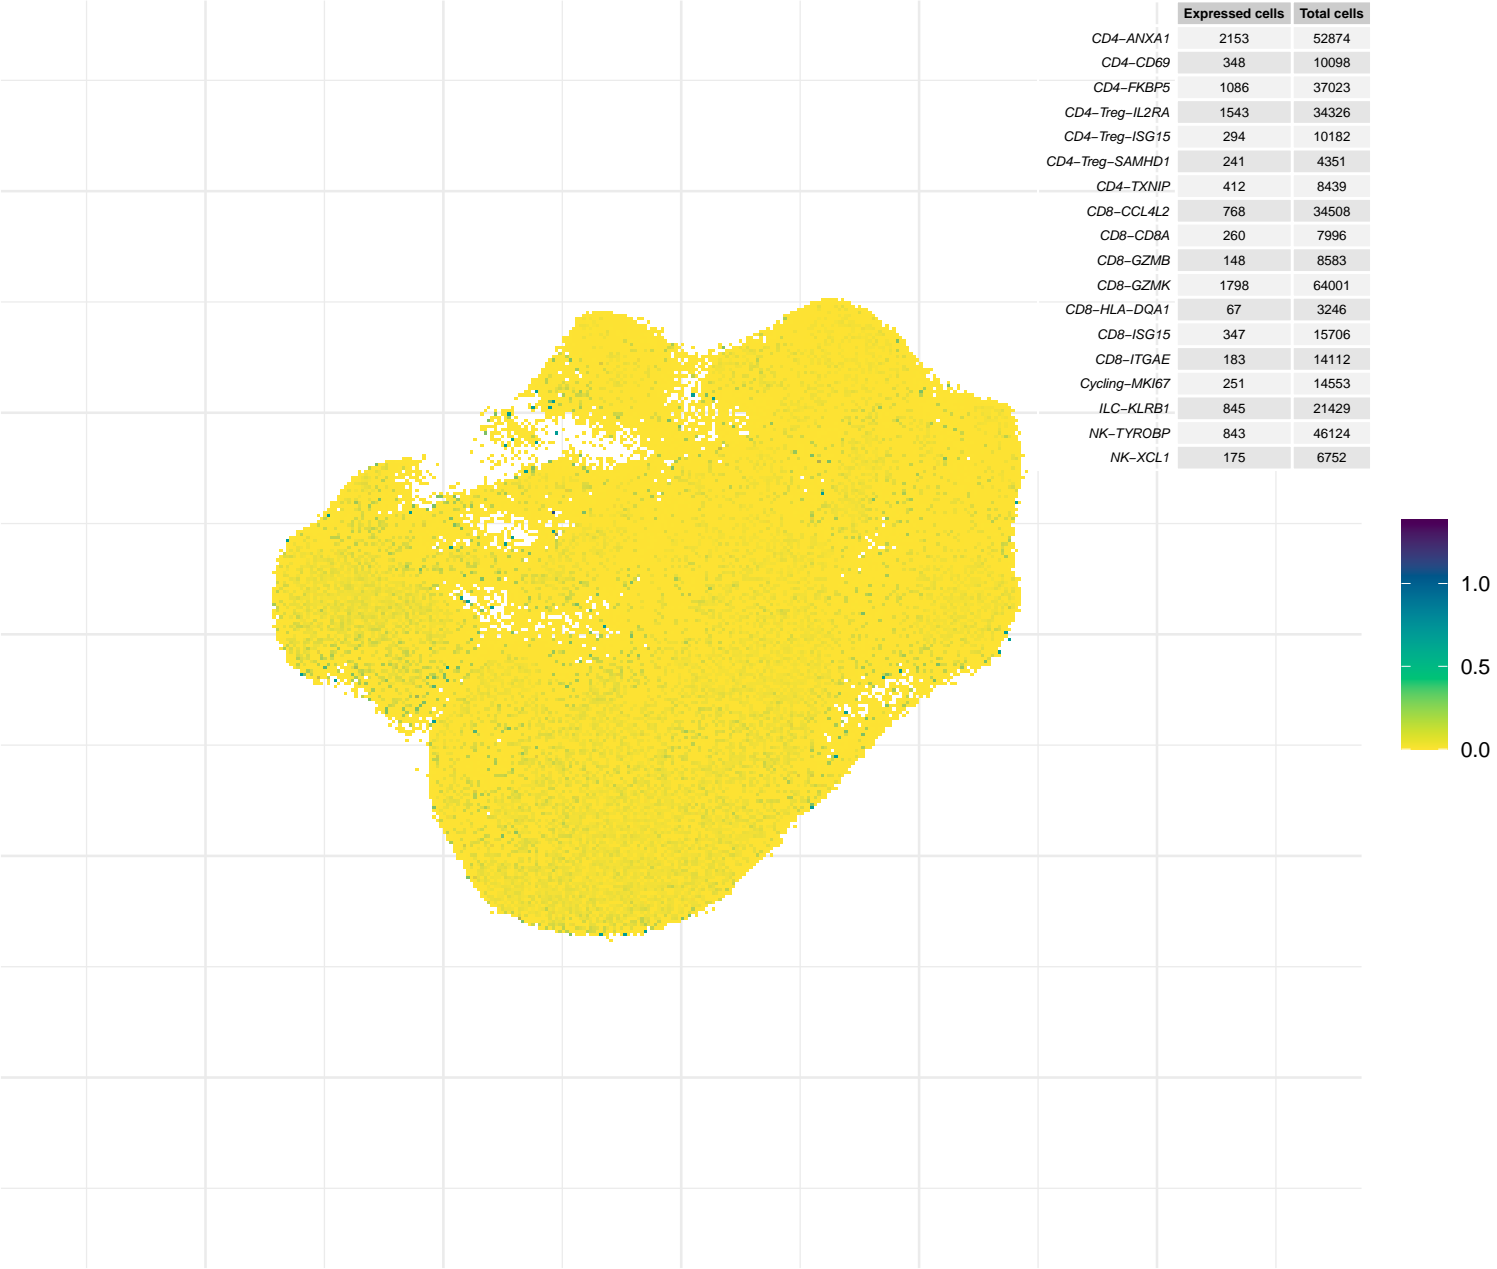 Expressed cells Total cells
CD4−ANXA1 2153 52874
CD4−CD69 348 10098
CD4−FKBP5 1086 37023
CD4−Treg−IL2RA 1543 34326
CD4−Treg−ISG15 294 10182
CD4−Treg−SAMHD1 241 4351
CD4−TXNIP 412 8439
CD8−CCL4L2 768 34508
CD8−CD8A 260 7996
CD8−GZMB 148 8583
CD8−GZMK 1798 64001
CD8−HLA−DQA1 67 3246
CD8−ISG15 347 15706
CD8−ITGAE 183 14112
Cycling−MKI67 251 14553
ILC−KLRB1 845 21429
NK−TYROBP 843 46124
NK−XCL1 175 6752
1.0
0.5
0.0